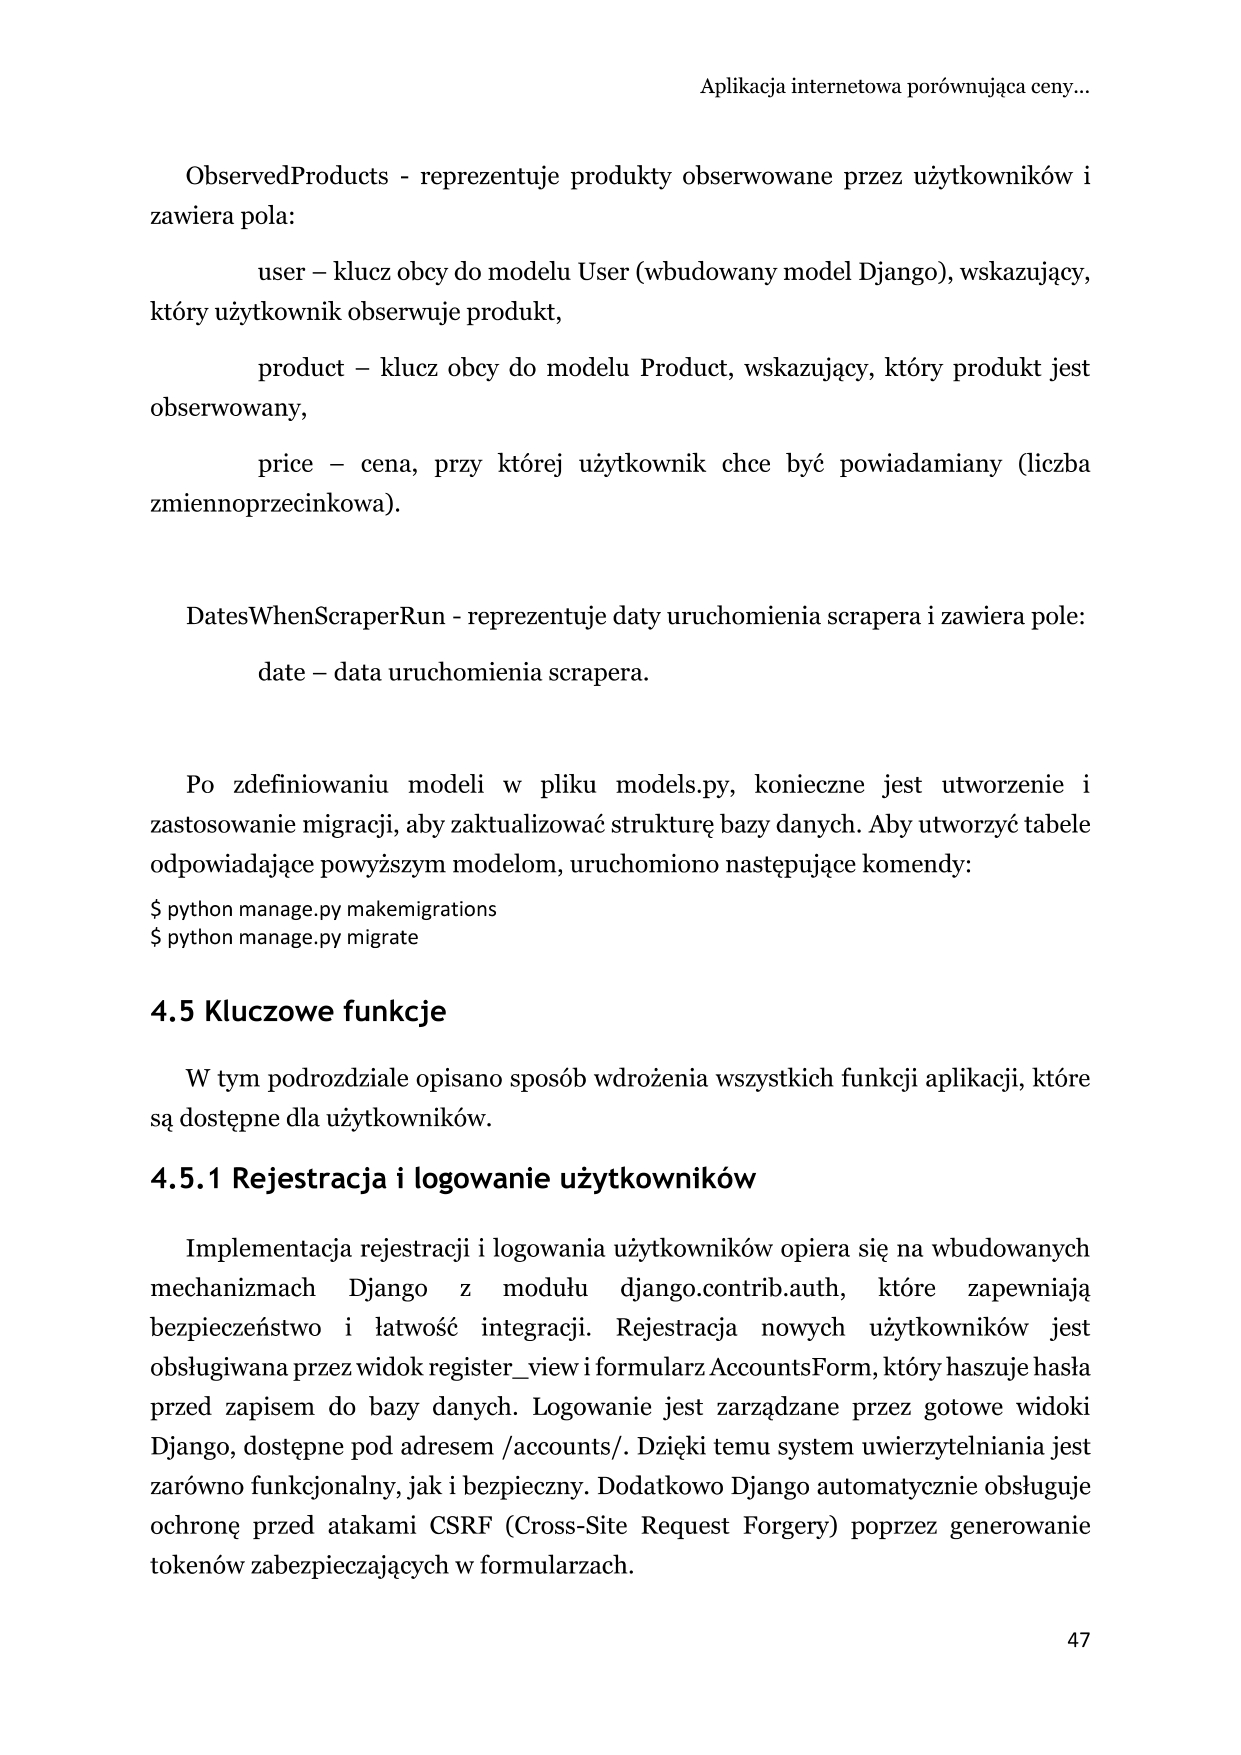 Aplikacja internetowa porównująca ceny...
ObservedProducts - reprezentuje produkty obserwowane przez użytkowników i
zawiera pola:
user – klucz obcy do modelu User (wbudowany model Django), wskazujący,
który użytkownik obserwuje produkt,
product – klucz obcy do modelu Product, wskazujący, który produkt jest
obserwowany,
price – cena, przy której użytkownik chce być powiadamiany (liczba
zmiennoprzecinkowa).
DatesWhenScraperRun - reprezentuje daty uruchomienia scrapera i zawiera pole:
date – data uruchomienia scrapera.
Po zdefiniowaniu modeli w pliku models.py, konieczne jest utworzenie i
zastosowanie migracji, aby zaktualizować strukturę bazy danych. Aby utworzyć tabele
odpowiadające powyższym modelom, uruchomiono następujące komendy:
$ python manage.py makemigrations
$ python manage.py migrate
4.5 Kluczowe funkcje
W tym podrozdziale opisano sposób wdrożenia wszystkich funkcji aplikacji, które
są dostępne dla użytkowników.
4.5.1 Rejestracja i logowanie użytkowników
Implementacja rejestracji i logowania użytkowników opiera się na wbudowanych
mechanizmach Django z modułu django.contrib.auth, które zapewniają
bezpieczeństwo i łatwość integracji. Rejestracja nowych użytkowników jest
obsługiwana przez widok register_view i formularz AccountsForm, który haszuje hasła
przed zapisem do bazy danych. Logowanie jest zarządzane przez gotowe widoki
Django, dostępne pod adresem /accounts/. Dzięki temu system uwierzytelniania jest
zarówno funkcjonalny, jak i bezpieczny. Dodatkowo Django automatycznie obsługuje
ochronę przed atakami CSRF (Cross-Site Request Forgery) poprzez generowanie
tokenów zabezpieczających w formularzach.
47